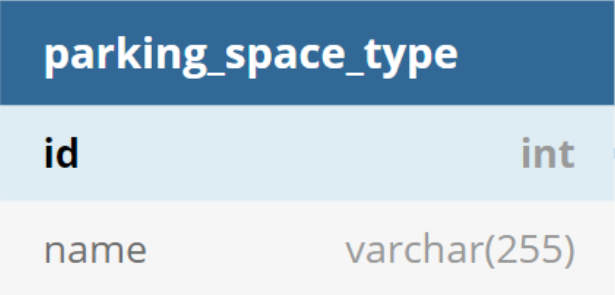 parking_space_type
id int
name varchar(255)